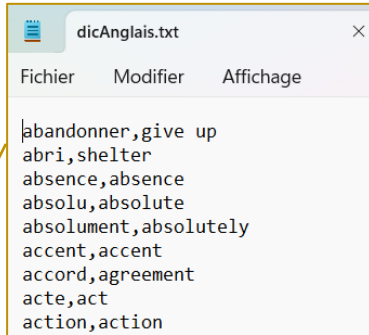 dicAnglais.txt
Fichier Modifier Affichage
abandonner,give up
abri,shelter
absence,absence
absolu,absolute
absolument,absolutely
accent,accent
accord,agreement
acte,act
action,action